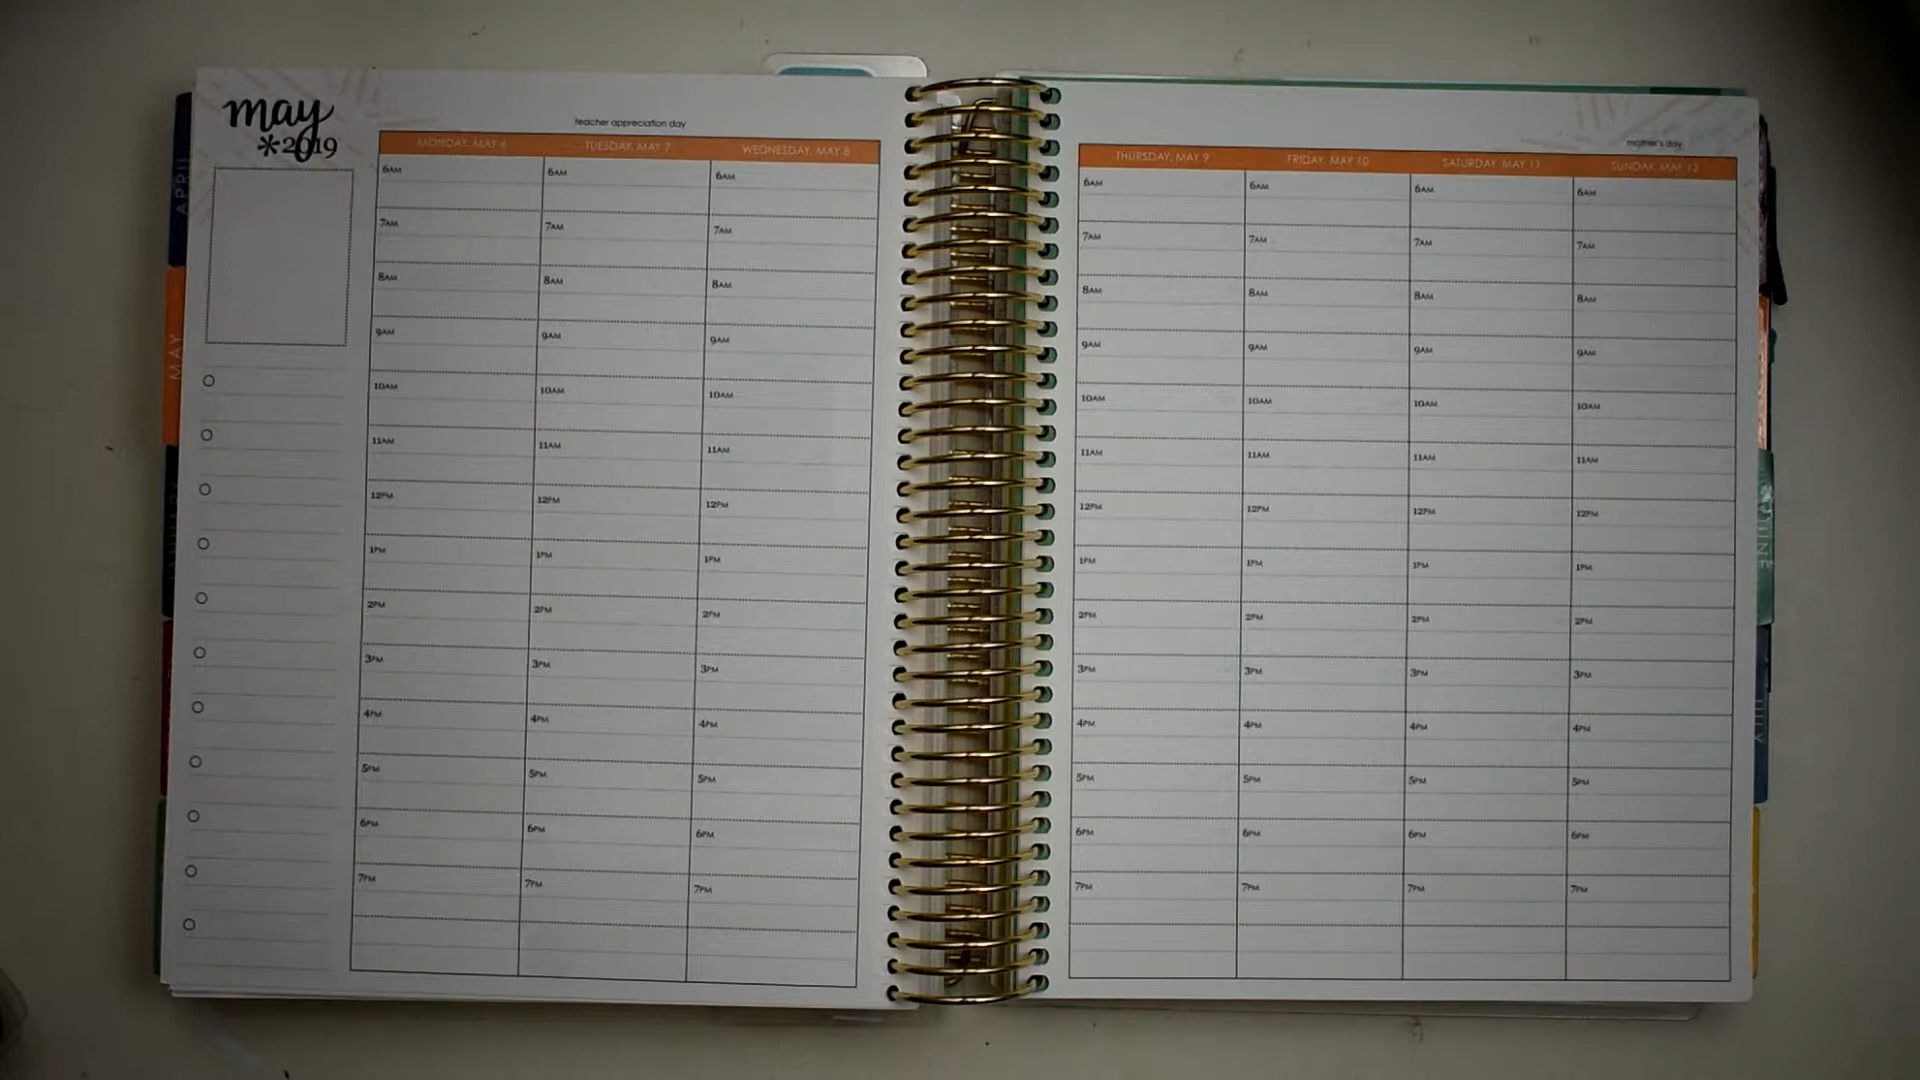 may
*2019
teacher appreciation day
mother's day
MONDAY, MAY 6 TUESDAY, MAY 7 WEDNESDAY, MAY 8 THURSDAY, MAY 9 FRIDAY, MAY 10 SATURDAY, MAY 11 SUNDAY, MAY 12
6AM 6AM 6AM 6AM 6AM 6AM 6AM
7AM 7AM 7AM 7AM 7AM 7AM 7AM
8AM 8AM 8AM 8AM 8AM 8AM 8AM
9AM 9AM 9AM 9AM 9AM 9AM 9AM
10AM 10AM 10AM 10AM 10AM 10AM 10AM
11AM 11AM 11AM 11AM 11AM 11AM 11AM
12PM 12PM 12PM 12PM 12PM 12PM 12PM
1PM 1PM 1PM 1PM 1PM 1PM 1PM
2PM 2PM 2PM 2PM 2PM 2PM 2PM
3PM 3PM 3PM 3PM 3PM 3PM 3PM
4PM 4PM 4PM 4PM 4PM 4PM 4PM
5PM 5PM 5PM 5PM 5PM 5PM 5PM
6PM 6PM 6PM 6PM 6PM 6PM 6PM
7PM 7PM 7PM 7PM 7PM 7PM 7PM
APRIL
MAY
JANUARY
JUNE
JULY